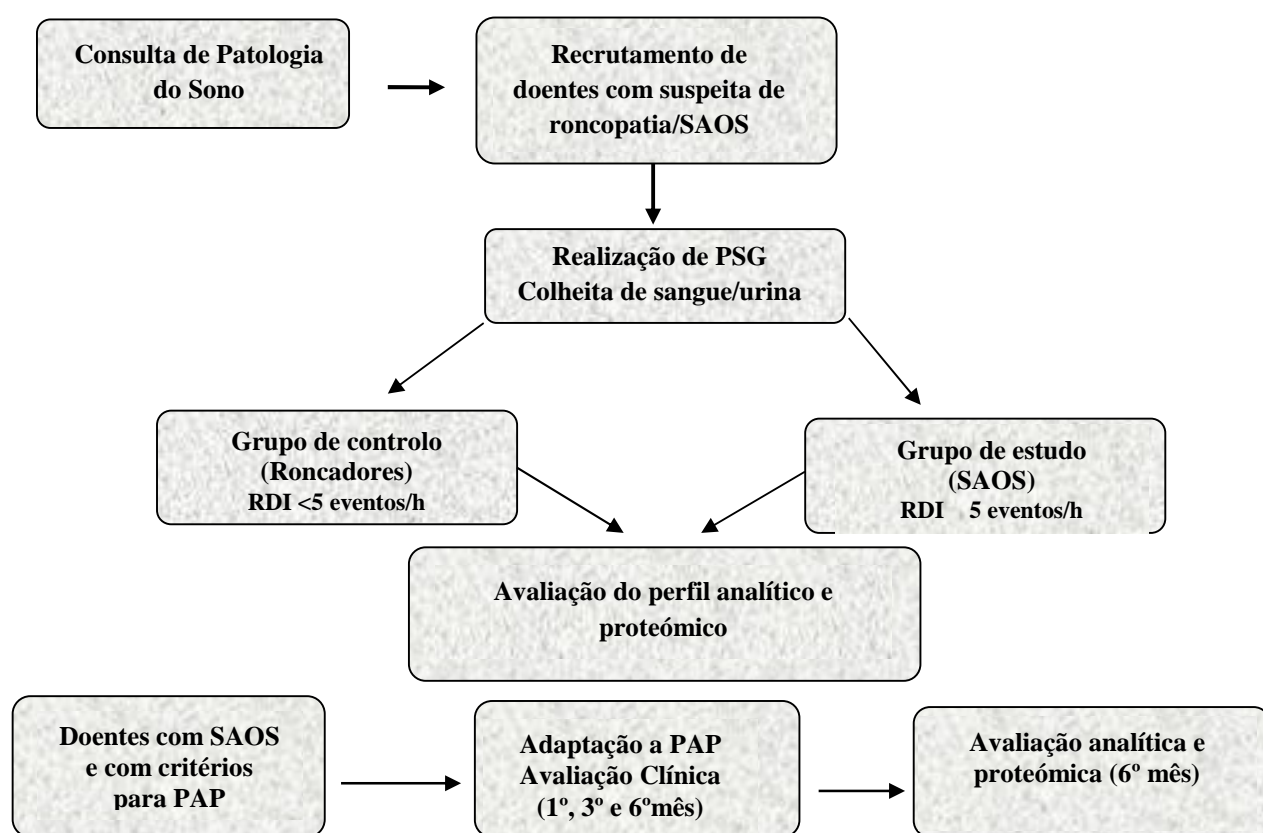 Consulta de Patologia
do Sono
Recrutamento de
doentes com suspeita de
roncopatia/SAOS
Realização de PSG
Colheita de sangue/urina
Grupo de controlo
(Roncadores)
RDI <5 eventos/h
Grupo de estudo
(SAOS)
RDI 5 eventos/h
Avaliação do perfil analítico e
proteómico
Doentes com SAOS
e com critérios
para PAP
Adaptação a PAP
Avaliação Clínica
(1º, 3º e 6ºmês)
Avaliação analítica e
proteómica (6º mês)